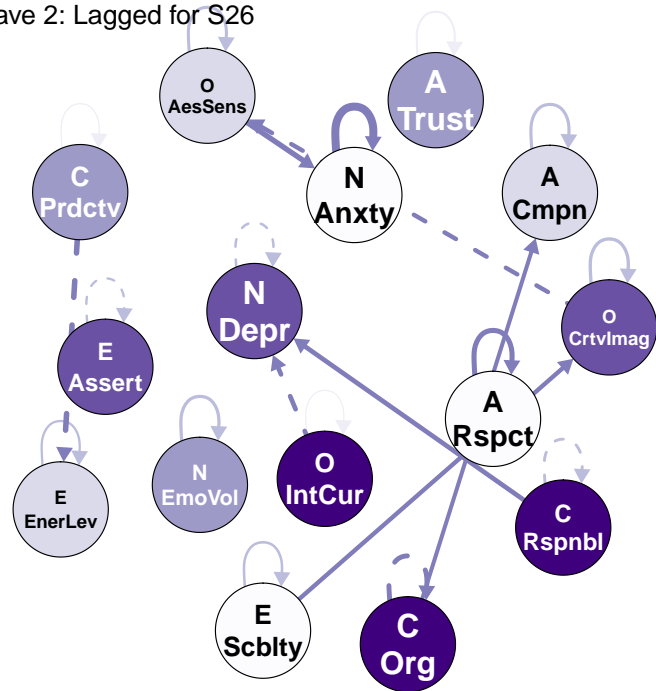 ave 2: Lagged for S26
O
AesSens
A
Trust
C
Prdctv
N
Anxty
A
Cmpn
N
Depr
O
CrtvImag
E
Assert
A
Rspct
E
EnerLev
N
EmoVol
O
IntCur
C
Rspnbl
E
Scblty
C
Org